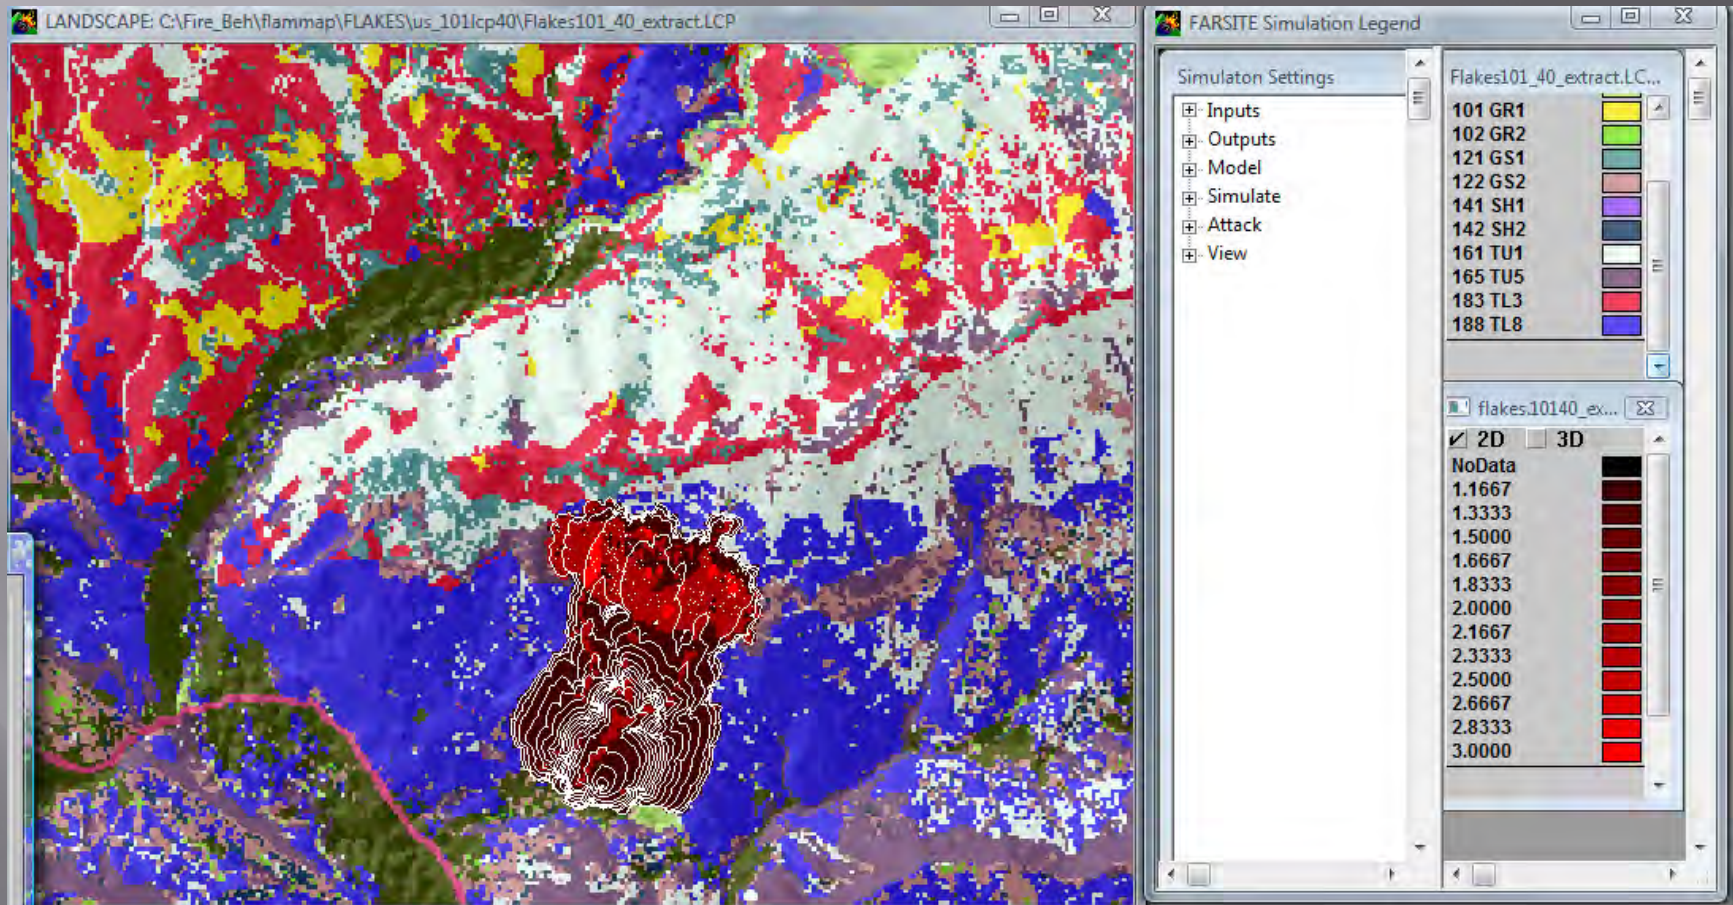 LANDSCAPE: C:\Fire_Beh\flammap\FLAKES\us_101lcp40\Flakes101_40_extract.LCP
FARSITE Simulation Legend
Simulaton Settings
Inputs
Outputs
Model
Simulate
Attack
View
Flakes101_40_extract.LC...
101 GR1
102 GR2
121 GS1
122 GS2
141 SH1
142 SH2
161 TU1
165 TU5
183 TL3
188 TL8
flakes10140_ex...
2D 3D
NoData
1.1667
1.3333
1.5000
1.6667
1.8333
2.0000
2.1667
2.3333
2.5000
2.6667
2.8333
3.0000